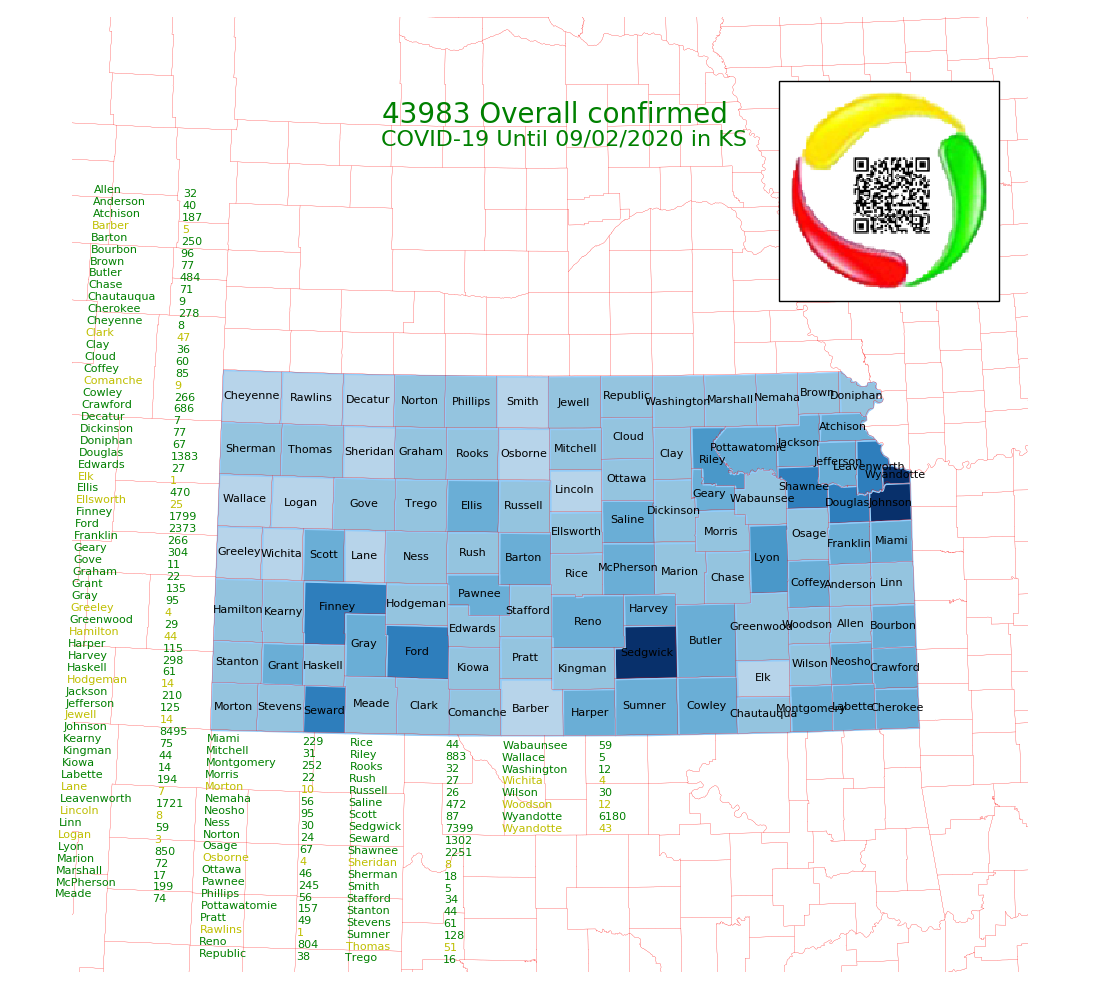 43983 Overall confirmed
COVID-19 Until 09/02/2020 in KS
Allen 32
Anderson 40
Atchison 187
Barber 5
Barton 250
Bourbon 96
Brown 77
Butler 484
Chase 71
Chautauqua 9
Cherokee 278
Cheyenne 8
Clark 47
Clay 36
Cloud 60
Coffey 85
Comanche 9
Cowley 266
Crawford 686
Decatur 7
Dickinson 77
Doniphan 67
Douglas 1383
Edwards 27
Elk 1
Ellis 470
Ellsworth 25
Finney 1799
Ford 2373
Franklin 266
Geary 304
Gove 11
Graham 22
Grant 135
Gray 95
Greeley 4
Greenwood 29
Hamilton 44
Harper 115
Harvey 298
Haskell 61
Hodgeman 14
Jackson 210
Jefferson 125
Jewell 14
Johnson 8495
Kearny 75
Kingman 44
Kiowa 14
Labette 194
Lane 7
Leavenworth 1721
Lincoln 8
Linn 59
Logan 3
Lyon 850
Marion 72
Marshall 17
McPherson 199
Meade 74
Miami 229
Mitchell 31
Montgomery 252
Morris 22
Morton 10
Nemaha 56
Neosho 95
Ness 30
Norton 24
Osage 67
Osborne 4
Ottawa 46
Pawnee 245
Phillips 56
Pottawatomie 157
Pratt 49
Rawlins 1
Reno 804
Republic 38
Rice 44
Riley 883
Rooks 32
Rush 27
Russell 26
Saline 472
Scott 87
Sedgwick 7399
Seward 1302
Shawnee 2251
Sheridan 8
Sherman 18
Smith 5
Stafford 34
Stanton 44
Stevens 61
Sumner 128
Thomas 51
Trego 16
Wabaunsee 59
Wallace 5
Washington 12
Wichita 4
Wilson 30
Woodson 12
Wyandotte 6180
Wyandotte 43
Cheyenne Rawlins Decatur Norton Phillips Smith Jewell Republic Washington Marshall Nemaha Brown Doniphan
Sherman Thomas Sheridan Graham Rooks Osborne Mitchell Cloud Clay Riley Pottawatomie Jackson Atchison
Jefferson Leavenworth Wyandotte
Wallace Logan Gove Trego Ellis Russell Lincoln Ottawa Dickinson Geary Wabaunsee Shawnee Douglas Johnson
Greeley Wichita Scott Lane Ness Rush Barton Ellsworth Saline Morris Lyon Osage Franklin Miami
Rice McPherson Marion Chase Coffey Anderson Linn
Hamilton Kearny Finney Hodgeman Pawnee Stafford Reno Harvey Greenwood Woodson Allen Bourbon
Edwards Gray Ford Sedgwick Butler
Stanton Grant Haskell Kiowa Pratt Kingman Elk Wilson Neosho Crawford
Morton Stevens Seward Meade Clark Comanche Barber Harper Sumner Cowley Chautauqua Montgomery Labette Cherokee